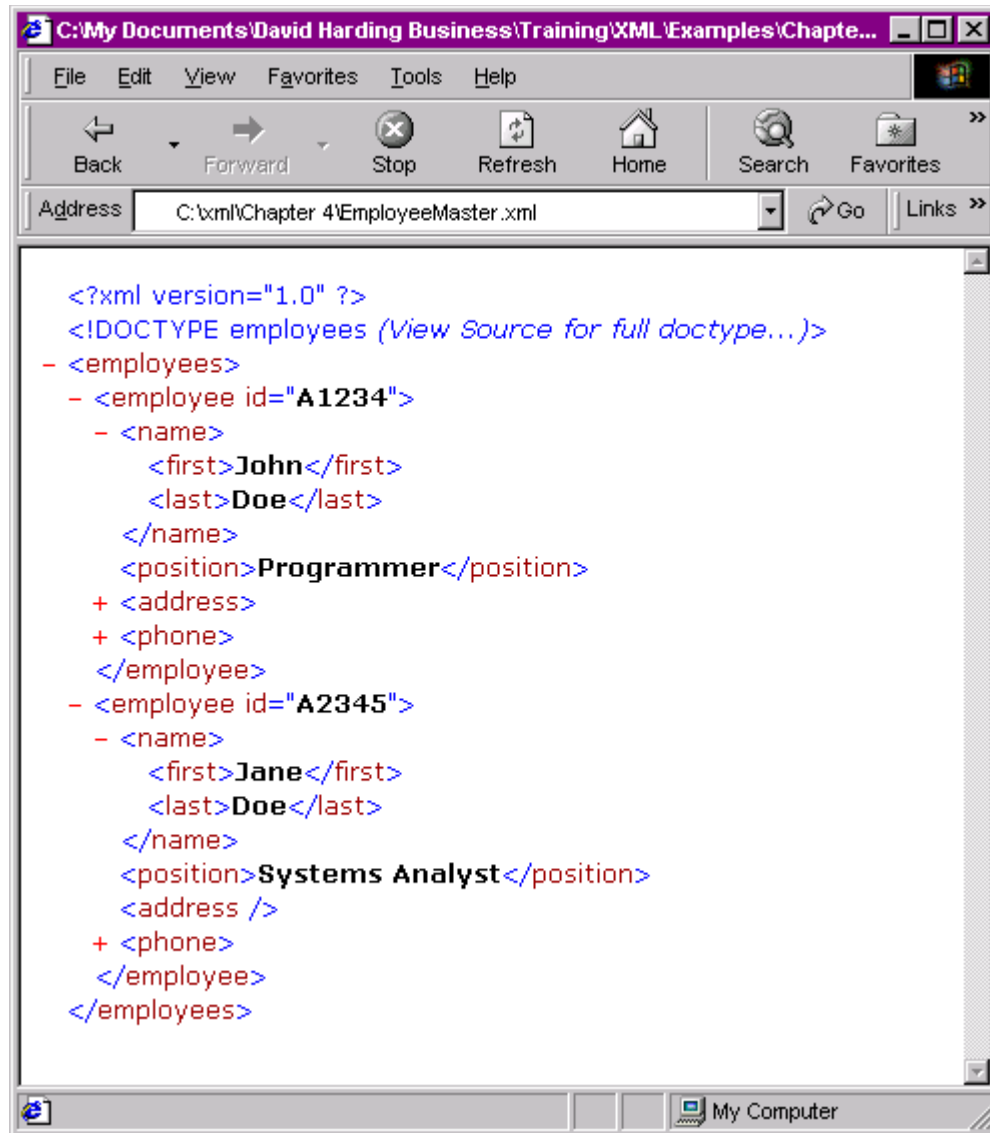 C:\My Documents\David Harding Business\Training\XML\Examples\Chapte...
File Edit View Favorites Tools Help
Back Forward Stop Refresh Home Search Favorites »
Address C:\xml\Chapter 4\EmployeeMaster.xml Go Links »
<?xml version="1.0" ?>
<!DOCTYPE employees (View Source for full doctype...)>
- <employees>
- <employee id="A1234">
- <name>
<first>John</first>
<last>Doe</last>
</name>
<position>Programmer</position>
+ <address>
+ <phone>
</employee>
- <employee id="A2345">
- <name>
<first>Jane</first>
<last>Doe</last>
</name>
<position>Systems Analyst</position>
<address />
+ <phone>
</employee>
</employees>
My Computer